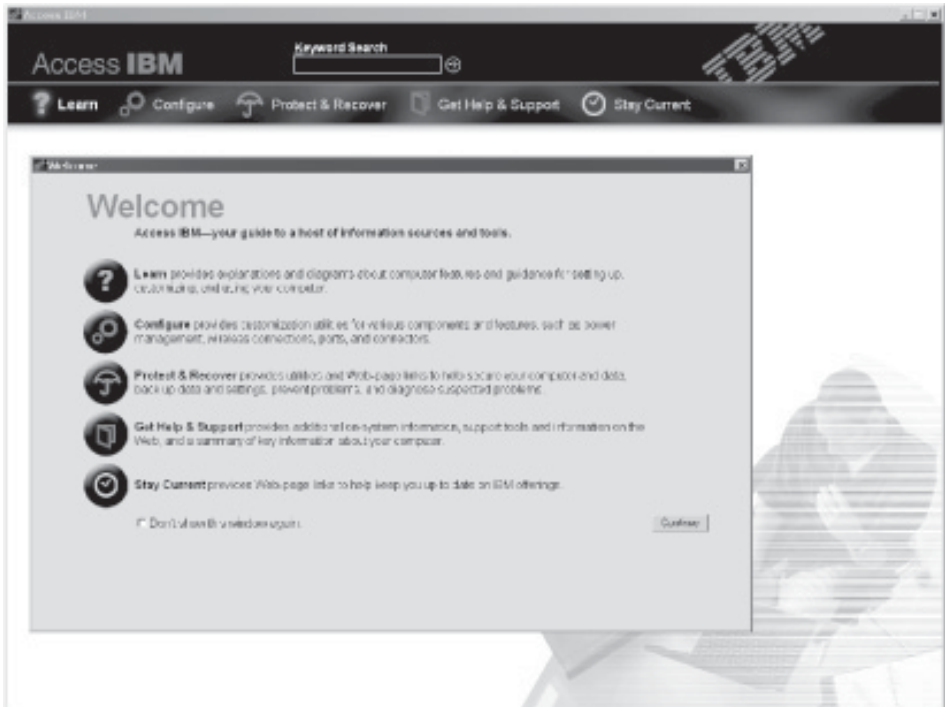 Access IBM
Keyword Search
IBM
Access IBM
? Learn Configure Protect & Recover Get Help & Support Stay Current
Welcome
Welcome
Access IBM—your guide to a host of information sources and tools.
? Learn provides explanations and diagrams about computer features and guidance for setting up,
customizing, and using your computer.
Configure provides customization utilities for various components and features, such as power
management, wireless connections, ports, and connectors.
Protect & Recover provides utilities and Web-page links to help secure your computer and data,
back up data and settings, prevent problems, and diagnose suspected problems.
Get Help & Support provides additional on-system information, support tools and information on the
Web, and a summary of key information about your computer.
Stay Current provides Web-page links to help keep you up to date on IBM offerings.
Don't show this window again.
Continue